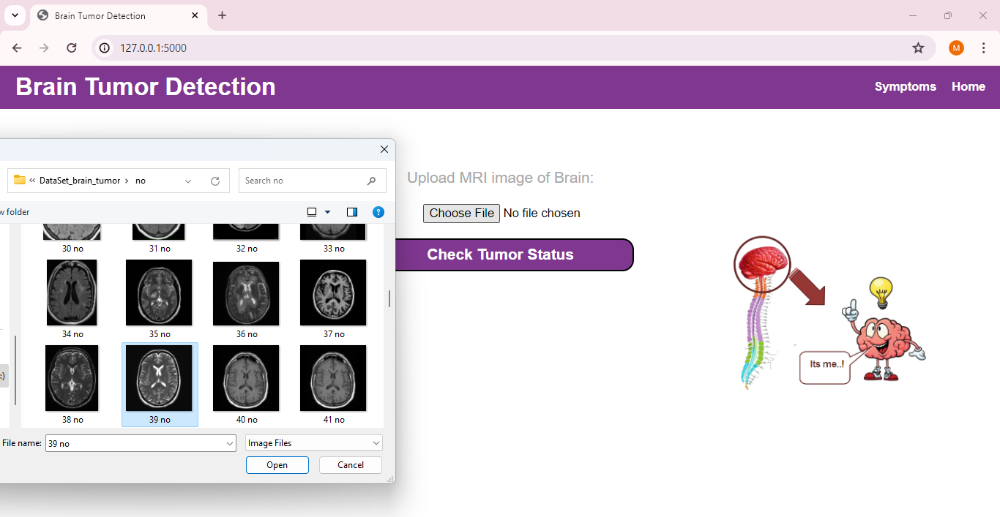 Brain Tumor Detection
127.0.0.1:5000
M
Brain Tumor Detection
Symptoms Home
« DataSet_brain_tumor › no
Search no
Upload MRI image of Brain:
w folder
?
Choose File No file chosen
30 no 31 no 32 no 33 no
Check Tumor Status
34 no 35 no 36 no 37 no
Its me..!
:)
38 no 39 no 40 no 41 no
File name: 39 no Image Files
Open Cancel